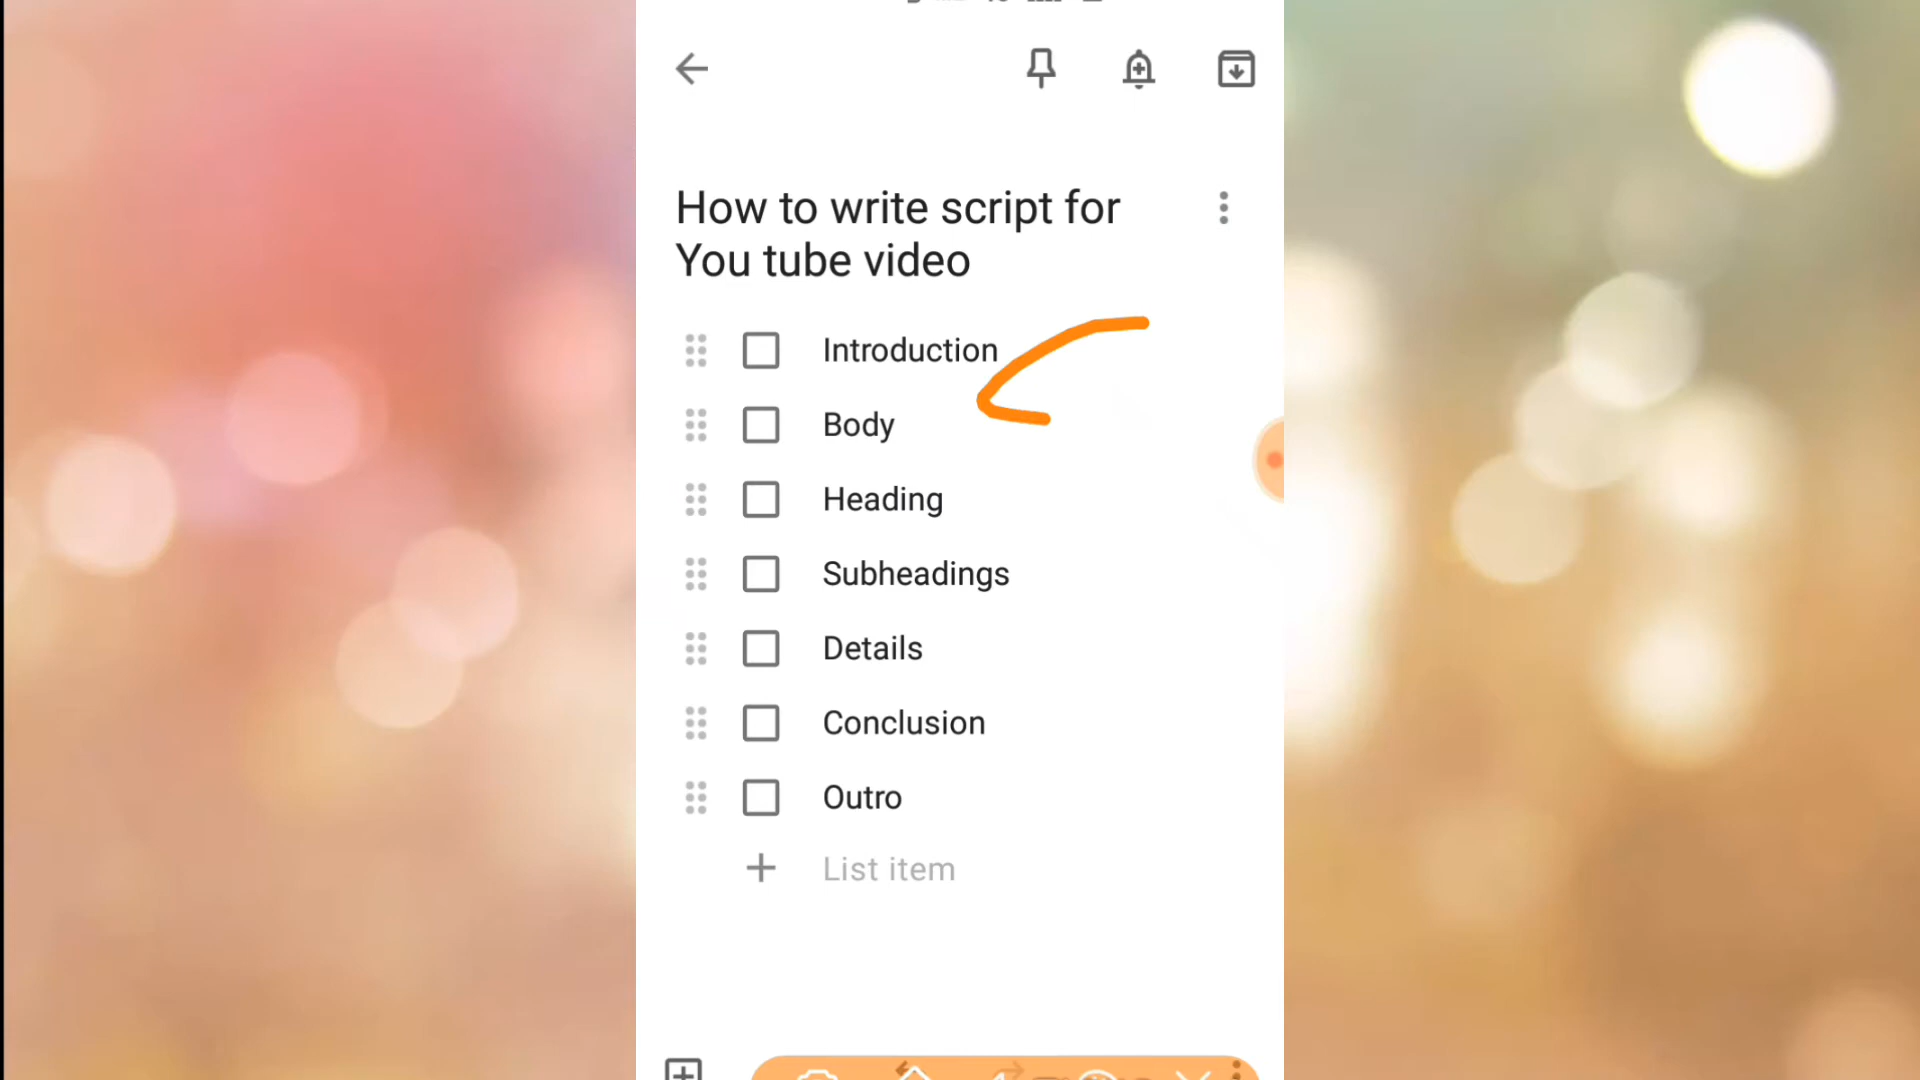 How to write script for
You tube video
Introduction
Body
Heading
Subheadings
Details
Conclusion
Outro
List item